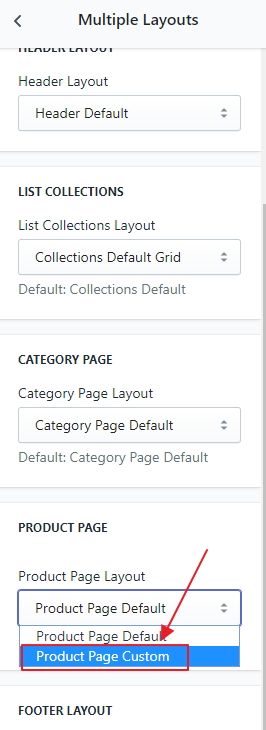 Multiple Layouts
HEADER LAYOUT
Header Layout
Header Default
LIST COLLECTIONS
List Collections Layout
Collections Default Grid
Default: Collections Default
CATEGORY PAGE
Category Page Layout
Category Page Default
Default: Category Page Default
PRODUCT PAGE
Product Page Layout
Product Page Default
Product Page Default
Product Page Custom
FOOTER LAYOUT